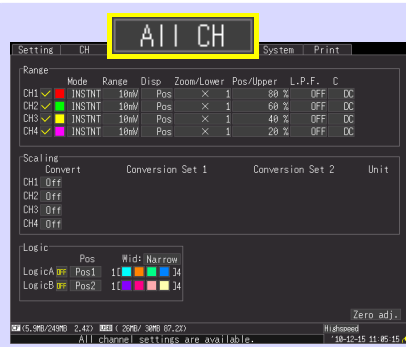 All CH
Setting CH System Print
Range
Mode Range Disp Zoom/Lower Pos/Upper L.P.F. C
CH1 INSTNT 10mV Pos × 1 80 % OFF DC
CH2 INSTNT 10mV Pos × 1 60 % OFF DC
CH3 INSTNT 10mV Pos × 1 40 % OFF DC
CH4 INSTNT 10mV Pos × 1 20 % OFF DC
Scaling
Convert Conversion Set 1 Conversion Set 2 Unit
CH1 Off
CH2 Off
CH3 Off
CH4 Off
Logic
Pos Wid: Narrow
LogicA OFF Pos1 1[ ]4
LogicB OFF Pos2 1[ ]4
Zero adj.
(5.9MB/249MB 2.4%) ( 26MB/ 30MB 87.2%) Highspeed
All channel settings are available. '10-12-15 11:05:15